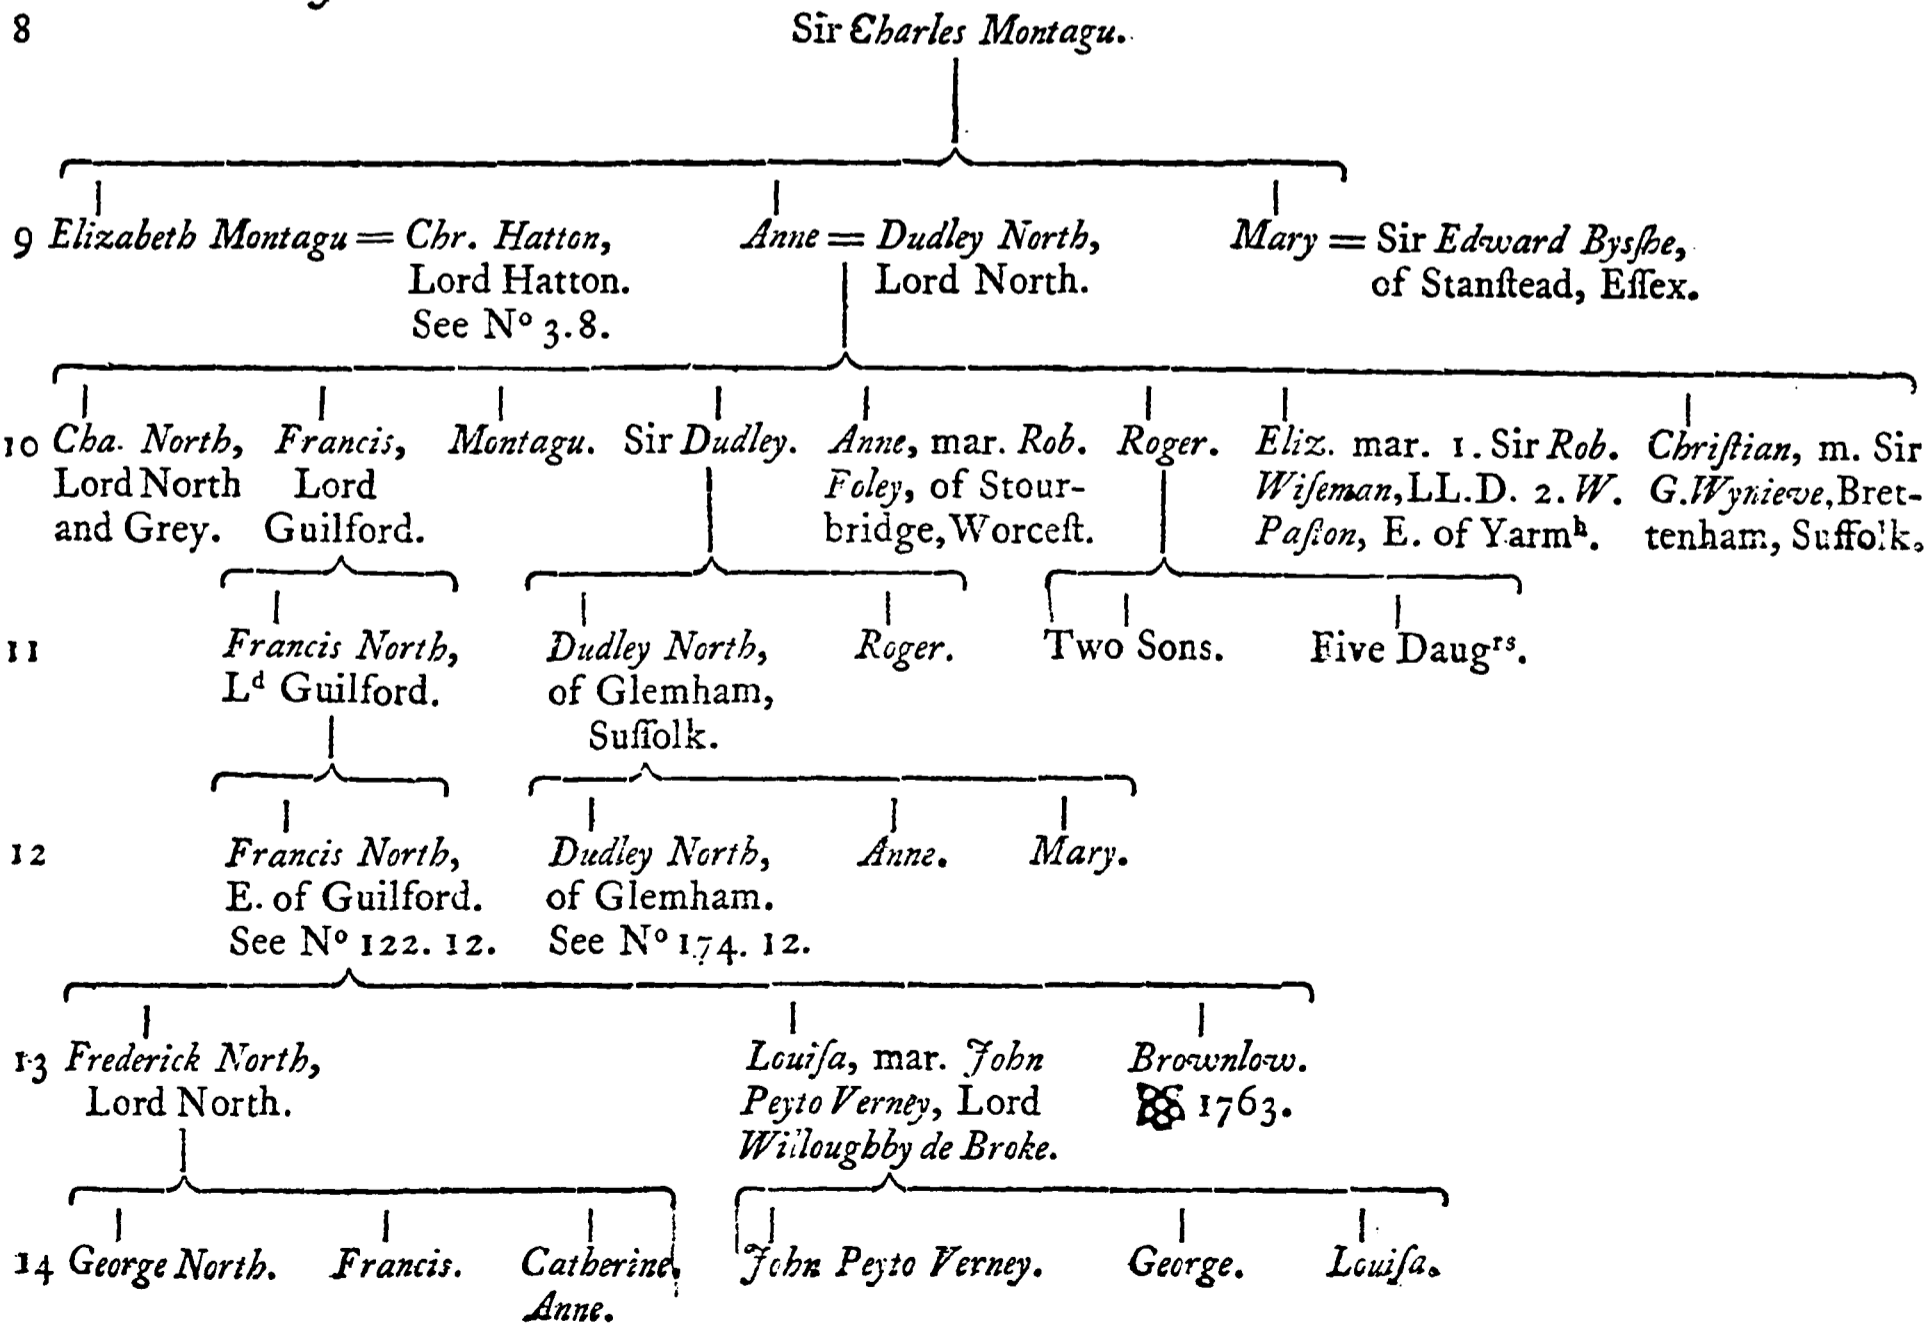 8 Sir Charles Montagu.
9 Elizabeth Montagu = Chr. Hatton, Anne = Dudley North, Mary = Sir Edward Bysſhe,
Lord Hatton. Lord North. of Stanſtead, Eſſex.
See Nº 3.8.
10 Cha. North, Francis, Montagu. Sir Dudley. Anne, mar. Rob. Roger. Eliz. mar. 1. Sir Rob. Chriſtian, m. Sir
Lord North Lord Foley, of Stour- Wiſeman, LL.D. 2. W. G. Wynieve, Bret-
and Grey. Guilford. bridge, Worceſt. Paſton, E. of Yarmʰ. tenham, Suffolk.
11 Francis North, Dudley North, Roger. Two Sons. Five Daugʳˢ.
Lᵈ Guilford. of Glemham,
Suffolk.
12 Francis North, Dudley North, Anne. Mary.
E. of Guilford. of Glemham.
See Nº 122. 12. See Nº 174. 12.
13 Frederick North, Louiſa, mar. John Brownlow.
Lord North. Peyto Verney, Lord 1763.
Willoughby de Broke.
14 George North. Francis. Catherine John Peyto Verney. George. Louiſa.
Anne.